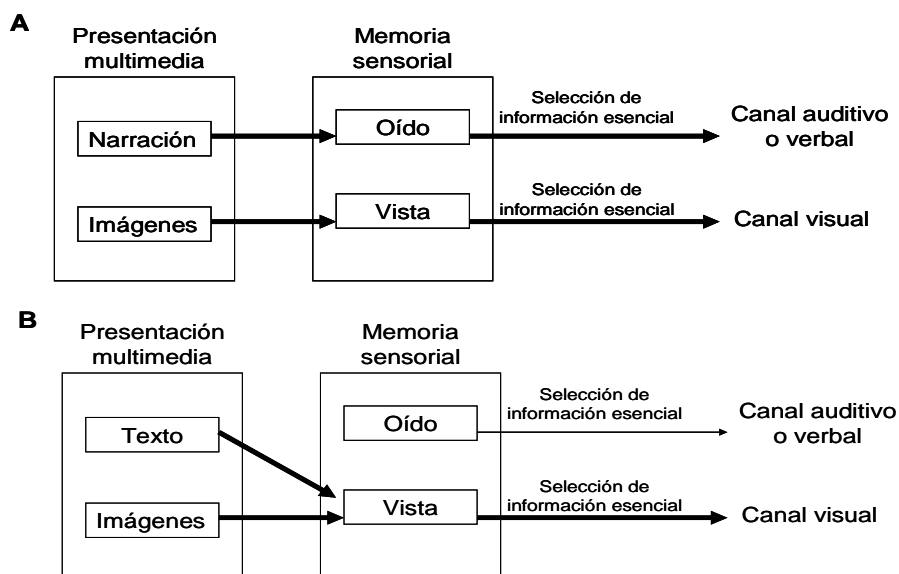 A
Presentación
multimedia
Memoria
sensorial
Narración
Oído
Selección de
información esencial
Canal auditivo
o verbal
Imágenes
Vista
Selección de
información esencial
Canal visual
B
Presentación
multimedia
Memoria
sensorial
Texto
Oído
Selección de
información esencial
Canal auditivo
o verbal
Imágenes
Vista
Selección de
información esencial
Canal visual